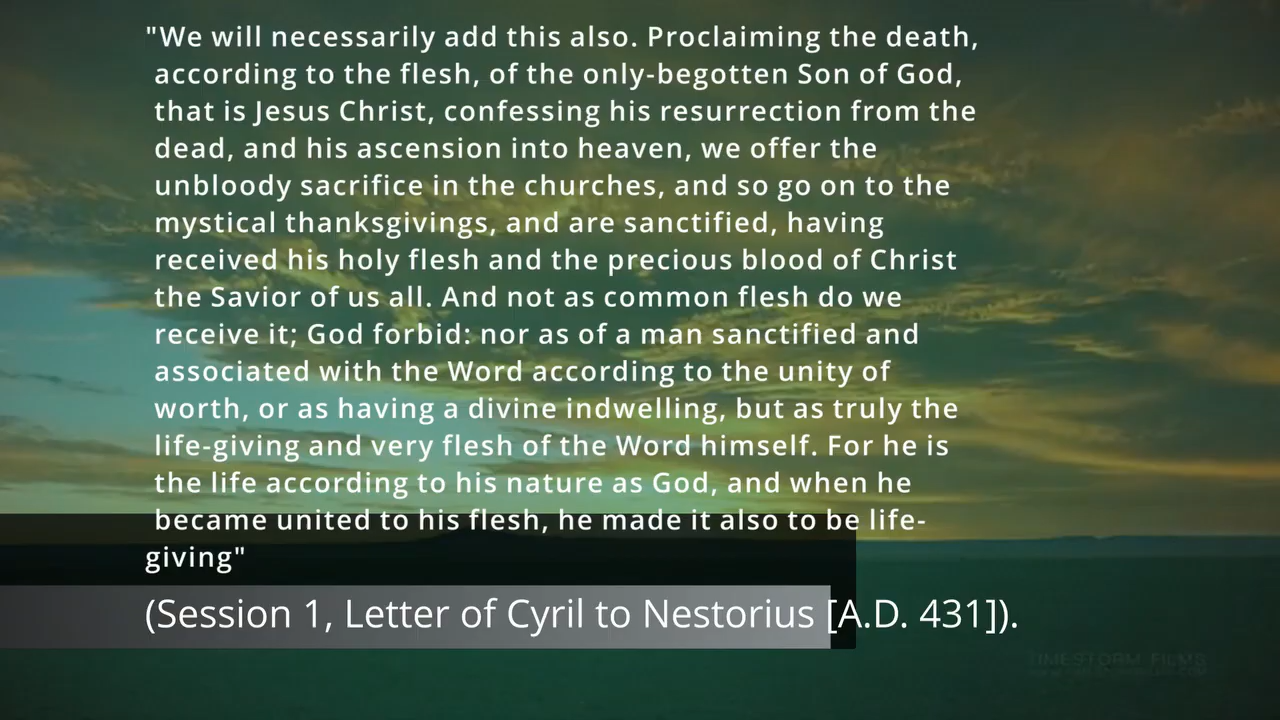 "We will necessarily add this also. Proclaiming the death,
according to the flesh, of the only-begotten Son of God,
that is Jesus Christ, confessing his resurrection from the
dead, and his ascension into heaven, we offer the
unbloody sacrifice in the churches, and so go on to the
mystical thanksgivings, and are sanctified, having
received his holy flesh and the precious blood of Christ
the Savior of us all. And not as common flesh do we
receive it; God forbid: nor as of a man sanctified and
associated with the Word according to the unity of
worth, or as having a divine indwelling, but as truly the
life-giving and very flesh of the Word himself. For he is
the life according to his nature as God, and when he
became united to his flesh, he made it also to be life-
giving"
(Session 1, Letter of Cyril to Nestorius [A.D. 431]).
TIMESTORM FILMS